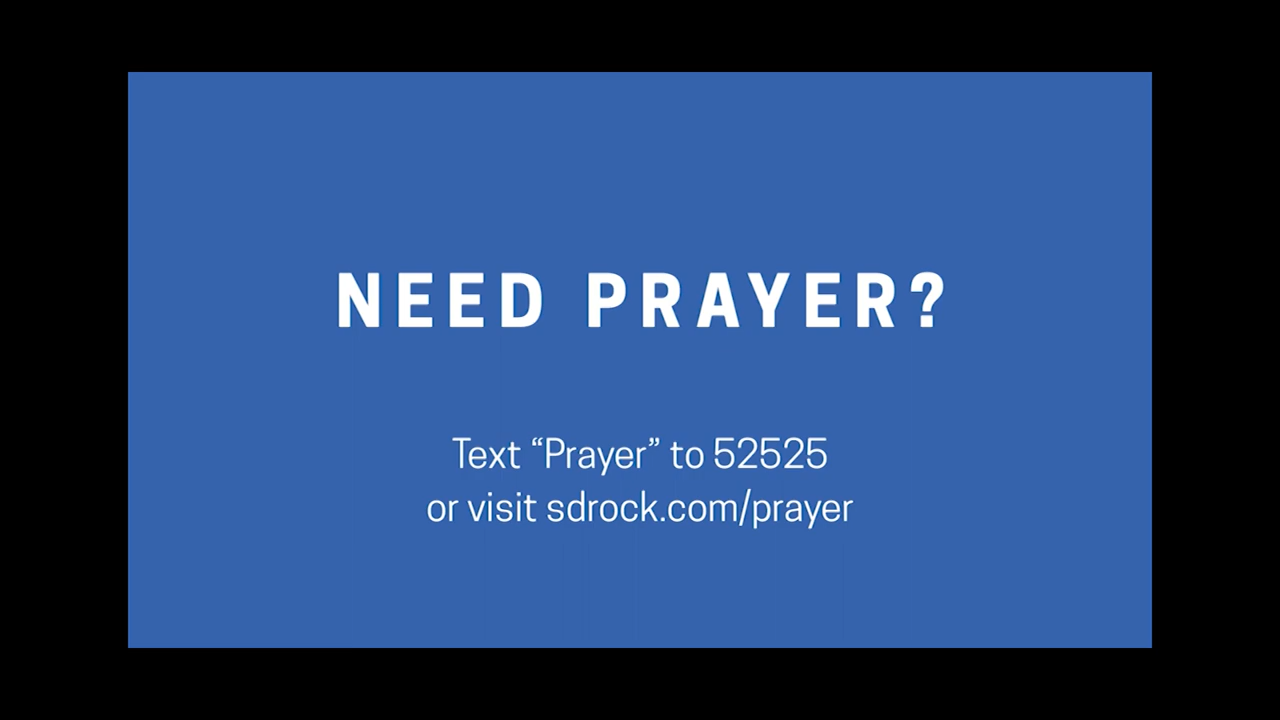 NEED PRAYER?
Text “Prayer” to 52525
or visit sdrock.com/prayer